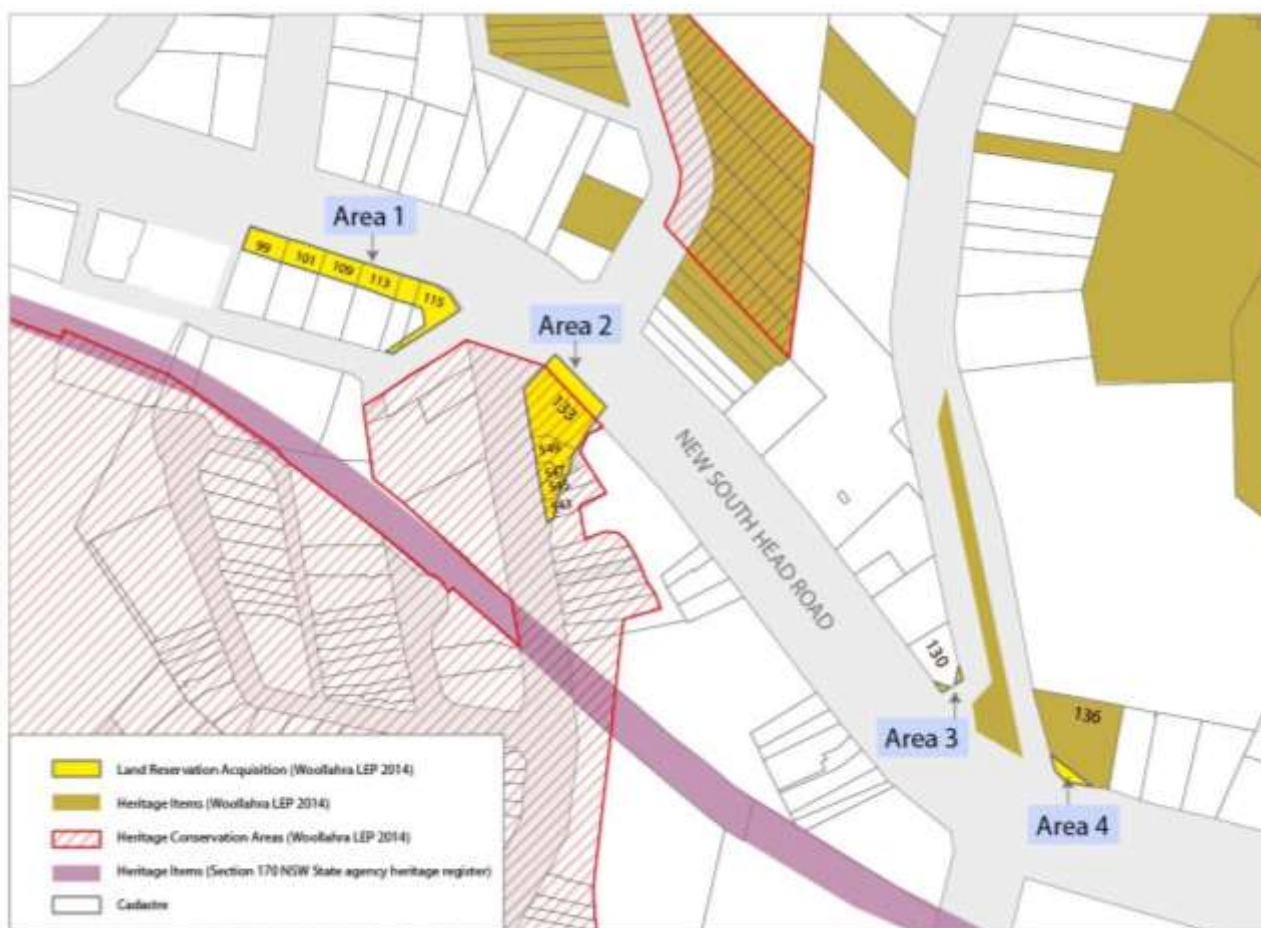 Area 1
99
101
109
113
115
Area 2
133
549
543
NEW SOUTH HEAD ROAD
130
Area 3
136
Area 4
Land Reservation Acquisition (Woollahra LEP 2014)
Heritage Items (Woollahra LEP 2014)
Heritage Conservation Areas (Woollahra LEP 2014)
Heritage Items (Section 170 NSW State agency heritage register)
Cadastre